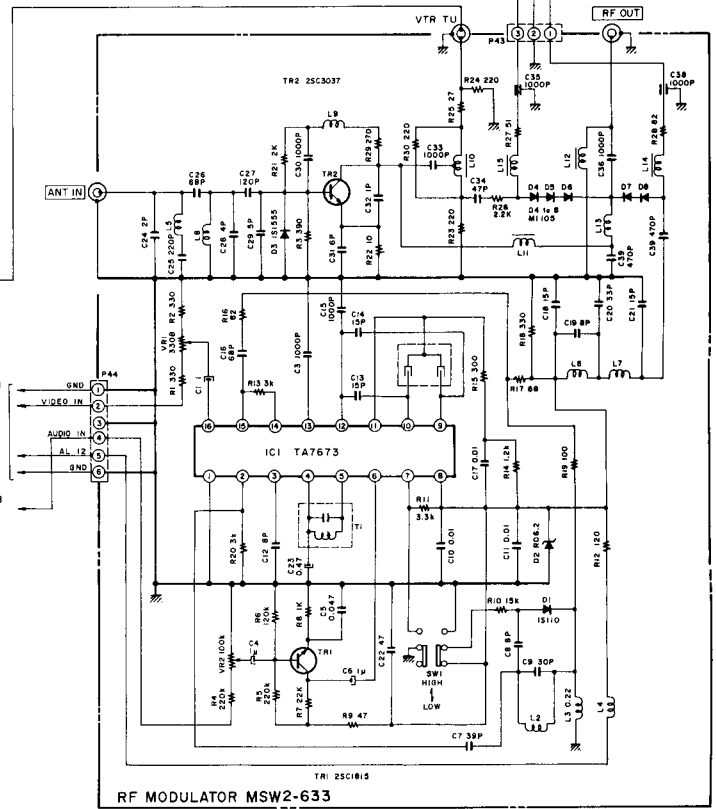 VTR TU
RF OUT
P43
3
2
1
TR2 2SC3037
R24 220
R25 27
C35
1000P
C38
1000P
L9
R21 2K
C30 1000P
R29 270
R30 220
C33
1000P
L10
R27 51
L15
L12
C36 1000P
R28 82
L14
C26
68P
C27
120P
TR2
C34
47P
R26
2.2K
D4
D5
D6
D4 to 8
M1105
D7
D8
ANT IN
C24 2P
L5
C25 220P
L8
C28 4P
C29 5P
D3 1S1555
R3 390
C31 6P
C32 1P
R22 10
R23 220
L11
L13
C39
470P
C39 470P
R2 330
VR1
330B
R1 330
C1 1
R16
82
C16
68P
R13 3k
C3 1000P
C15
1000P
C14
15P
C13
15P
R15 300
R18 330
C18 15P
C19 8P
C20 33P
C21 15P
R17 68
L6
L7
P44
GND
1
VIDEO IN
2
3
AUDIO IN
4
AL 12
5
GND
6
16
15
14
13
12
11
10
9
IC1 TA7673
1
2
3
4
5
6
7
8
C17 0.01
R14 1.2k
R19 100
R20 3k
C12 8P
T1
C23
0.47
R11
3.3k
C10 0.01
C11 0.01
D2 RD6.2
R12 120
R6
120k
R8 1K
C5
0.047
R10 15k
D1
1S110
VR2 100k
C4
1μ
TR1
C6 1μ
C22 47
SW1
HIGH
LOW
C8 8P
C9 30P
R4
220k
R5
220k
R7 22K
R9 47
L2
L3 0.22
L4
C7 39P
TR1 2SC1815
RF MODULATOR MSW2-633